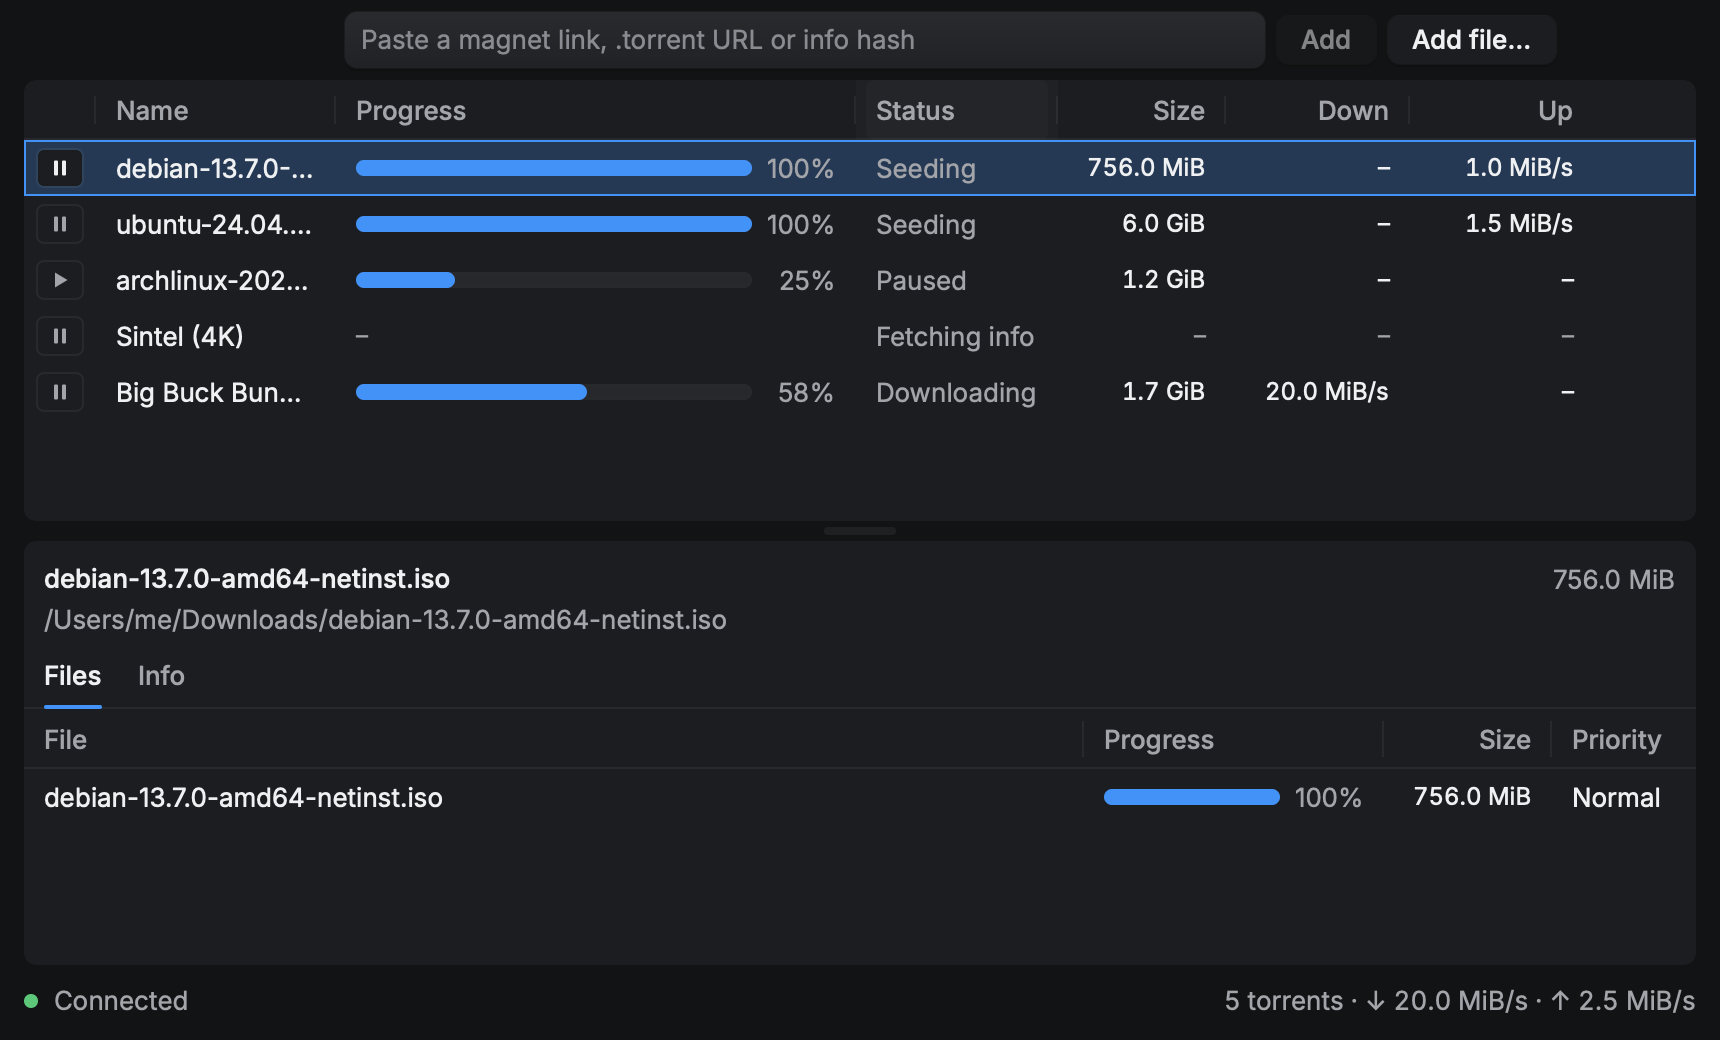 Paste a magnet link, .torrent URL or info hash Add Add file...
Name Progress Status Size Down Up
debian-13.7.0-... 100% Seeding 756.0 MiB – 1.0 MiB/s
ubuntu-24.04.... 100% Seeding 6.0 GiB – 1.5 MiB/s
archlinux-202... 25% Paused 1.2 GiB – –
Sintel (4K) – Fetching info – – –
Big Buck Bun... 58% Downloading 1.7 GiB 20.0 MiB/s –
debian-13.7.0-amd64-netinst.iso 756.0 MiB
/Users/me/Downloads/debian-13.7.0-amd64-netinst.iso
Files Info
File Progress Size Priority
debian-13.7.0-amd64-netinst.iso 100% 756.0 MiB Normal
Connected 5 torrents · ↓ 20.0 MiB/s · ↑ 2.5 MiB/s